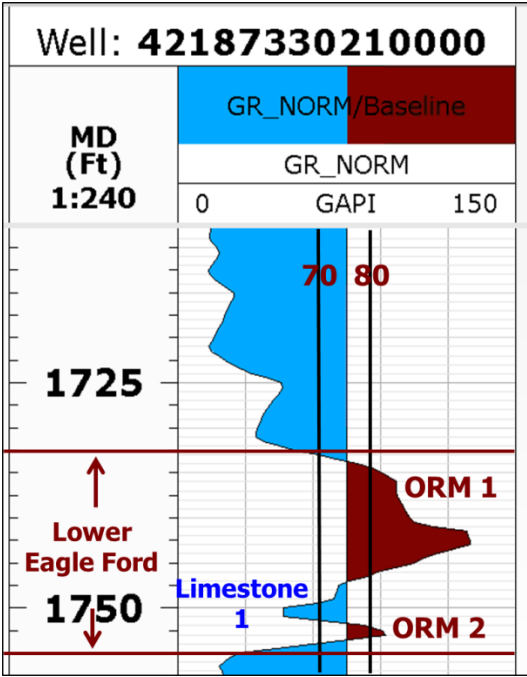 Well: 42187330210000
GR_NORM/Baseline
MD
(Ft)
1:240
GR_NORM
0 GAPI 150
70 80
1725
ORM 1
Lower
Eagle Ford
Limestone
1
1750
ORM 2